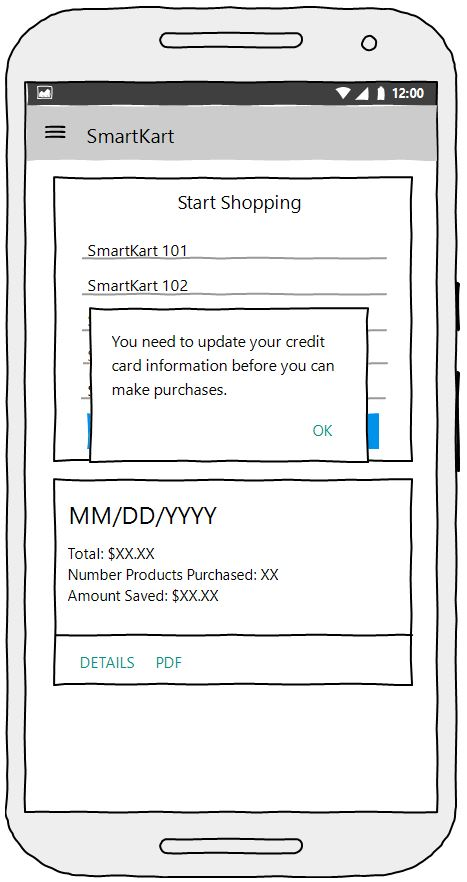 12:00
SmartKart
Start Shopping
SmartKart 101
SmartKart 102
You need to update your credit
card information before you can
make purchases.
OK
MM/DD/YYYY
Total: $XX.XX
Number Products Purchased: XX
Amount Saved: $XX.XX
DETAILS PDF